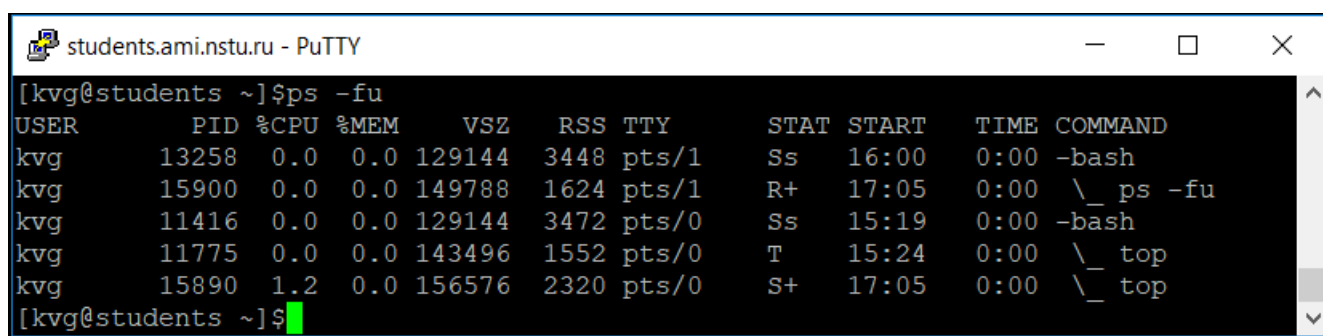 students.ami.nstu.ru - PuTTY
[kvg@students ~]$ps -fu
USER       PID %CPU %MEM    VSZ   RSS TTY      STAT START   TIME COMMAND
kvg      13258  0.0  0.0 129144  3448 pts/1    Ss   16:00   0:00 -bash
kvg      15900  0.0  0.0 149788  1624 pts/1    R+   17:05   0:00  \_ ps -fu
kvg      11416  0.0  0.0 129144  3472 pts/0    Ss   15:19   0:00 -bash
kvg      11775  0.0  0.0 143496  1552 pts/0    T    15:24   0:00  \_ top
kvg      15890  1.2  0.0 156576  2320 pts/0    S+   17:05   0:00  \_ top
[kvg@students ~]$